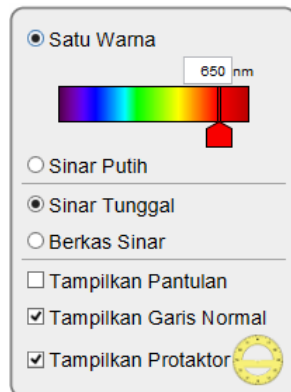 Satu Warna
650 nm
Sinar Putih
Sinar Tunggal
Berkas Sinar
Tampilkan Pantulan
Tampilkan Garis Normal
Tampilkan Protaktor